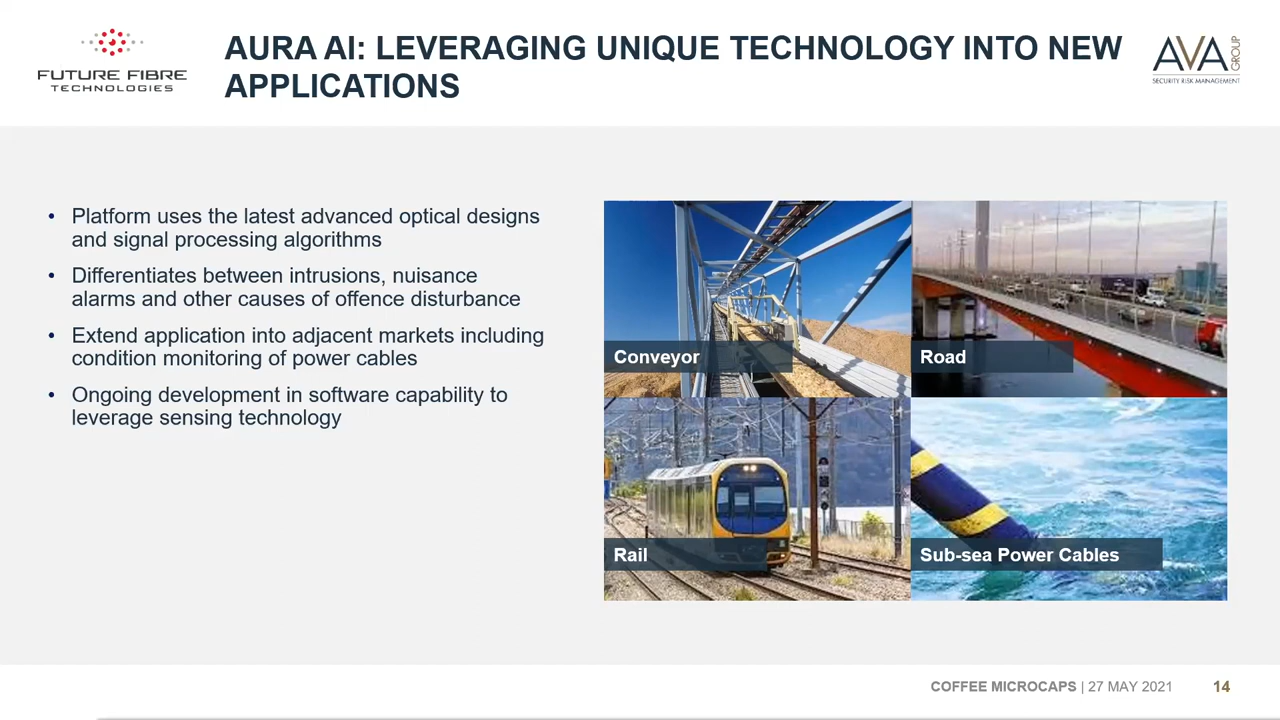 FUTURE FIBRE
TECHNOLOGIES
AURA AI: LEVERAGING UNIQUE TECHNOLOGY INTO NEW
APPLICATIONS
AVA
GROUP
SECURITY RISK MANAGEMENT
• Platform uses the latest advanced optical designs
and signal processing algorithms
• Differentiates between intrusions, nuisance
alarms and other causes of offence disturbance
• Extend application into adjacent markets including
condition monitoring of power cables
• Ongoing development in software capability to
leverage sensing technology
Conveyor
Road
Rail
Sub-sea Power Cables
COFFEE MICROCAPS | 27 MAY 2021
14